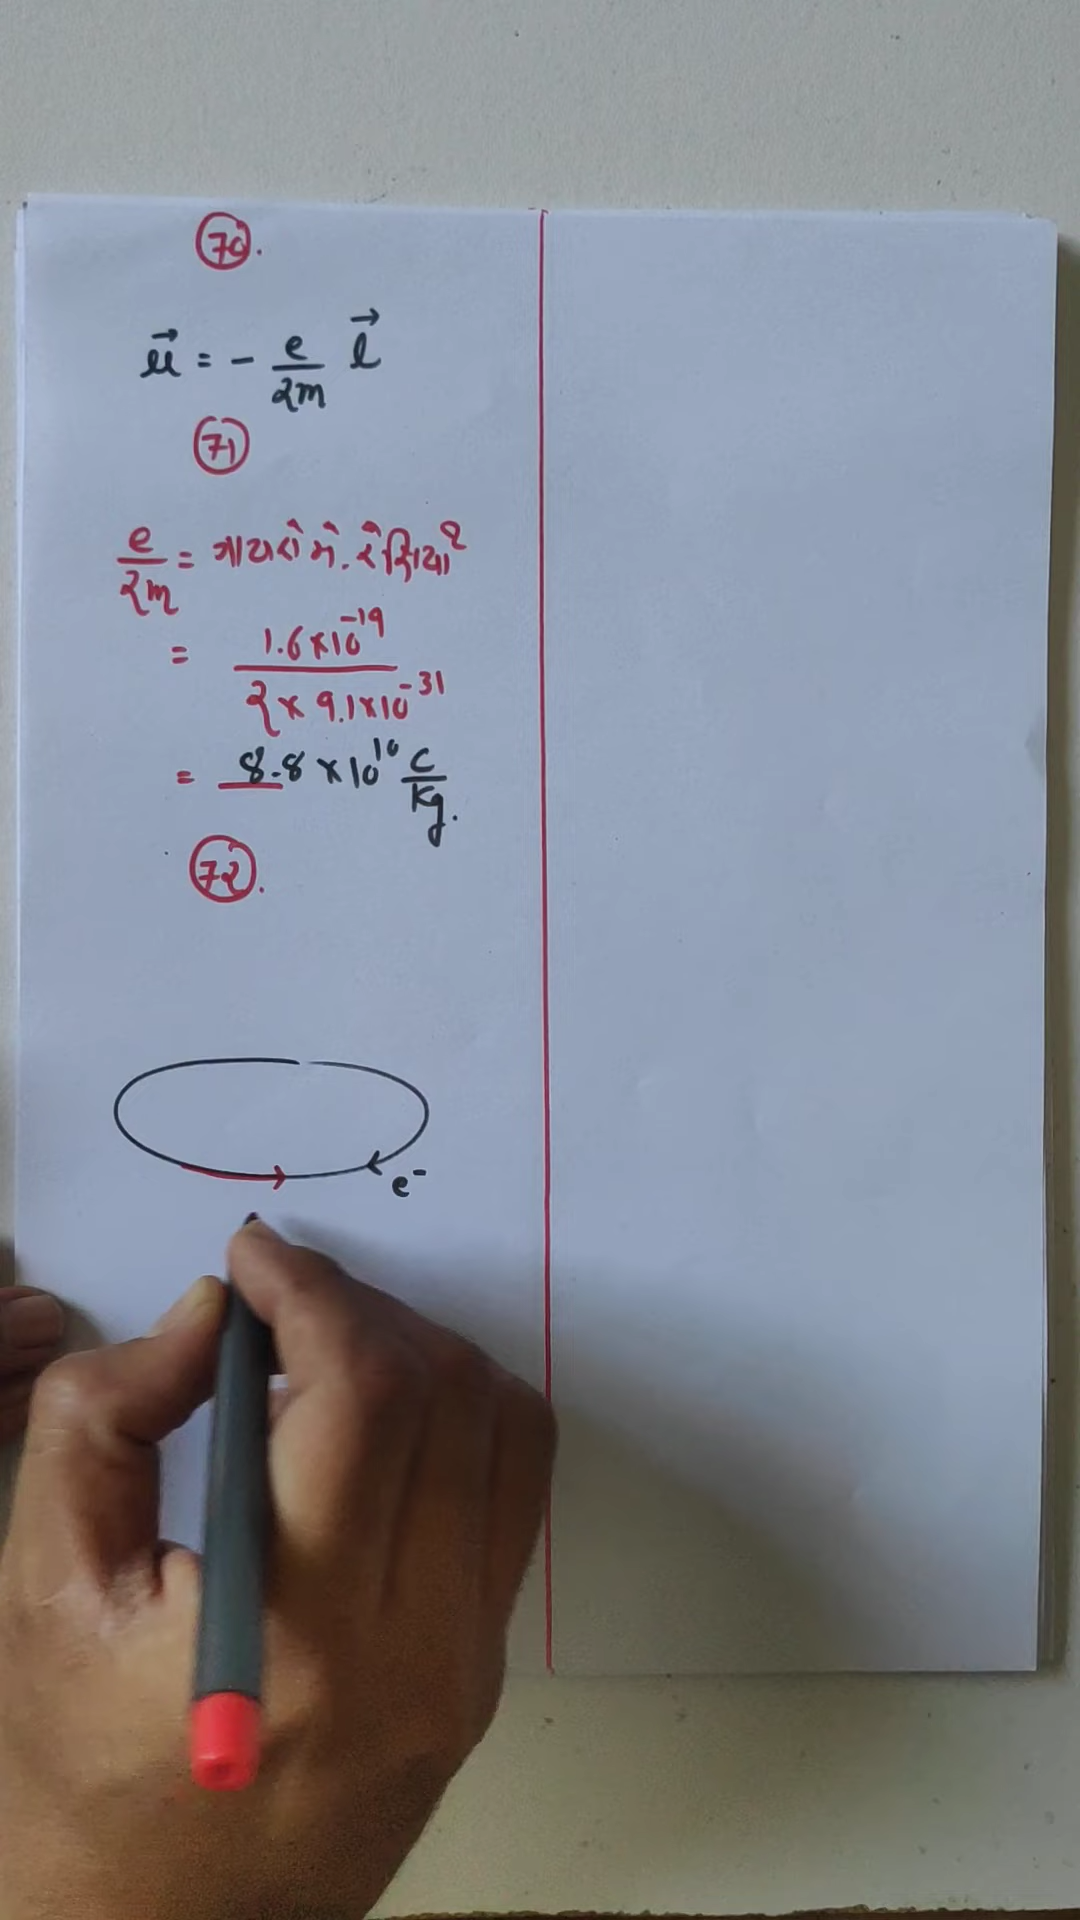 70.
μ⃗ = - e/2m l⃗
71
e/2m = ગાયરો મે. રેશિયો
= 1.6×10⁻¹⁹ / 2 × 9.1×10⁻³¹
= 8.8 × 10¹⁰ C/Kg.
72.
e⁻